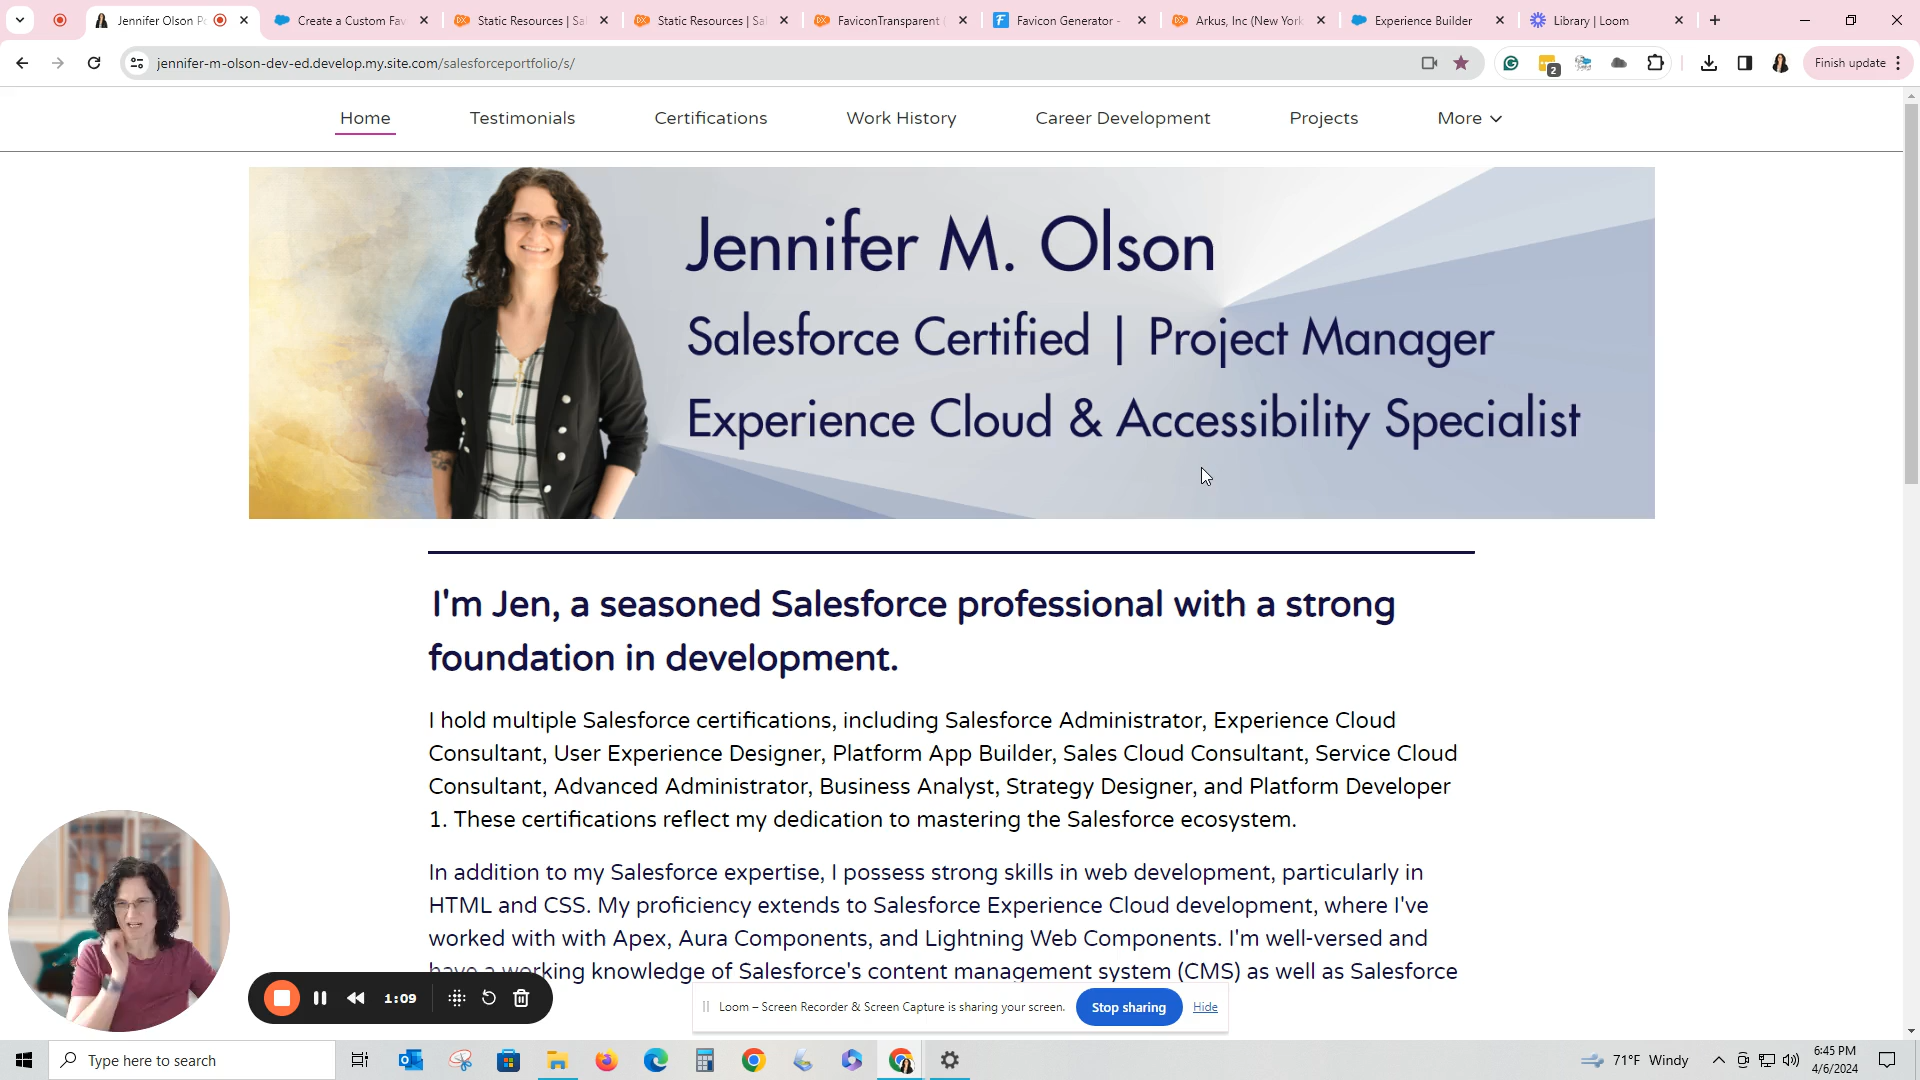 Jennifer Olson Po
Create a Custom Fav
Static Resources | Sal
Static Resources | Sal
FaviconTransparent
Favicon Generator -
Arkus, Inc (New York
Experience Builder
Library | Loom
jennifer-m-olson-dev-ed.develop.my.site.com/salesforceportfolio/s/
2
Finish update
Home
Testimonials
Certifications
Work History
Career Development
Projects
More
Jennifer M. Olson
Salesforce Certified | Project Manager
Experience Cloud & Accessibility Specialist
I'm Jen, a seasoned Salesforce professional with a strong
foundation in development.
I hold multiple Salesforce certifications, including Salesforce Administrator, Experience Cloud
Consultant, User Experience Designer, Platform App Builder, Sales Cloud Consultant, Service Cloud
Consultant, Advanced Administrator, Business Analyst, Strategy Designer, and Platform Developer
1. These certifications reflect my dedication to mastering the Salesforce ecosystem.
In addition to my Salesforce expertise, I possess strong skills in web development, particularly in
HTML and CSS. My proficiency extends to Salesforce Experience Cloud development, where I've
worked with with Apex, Aura Components, and Lightning Web Components. I'm well-versed and
have a working knowledge of Salesforce's content management system (CMS) as well as Salesforce
1:09
Loom – Screen Recorder & Screen Capture is sharing your screen.
Stop sharing
Hide
Type here to search
71°F Windy
6:45 PM
4/6/2024